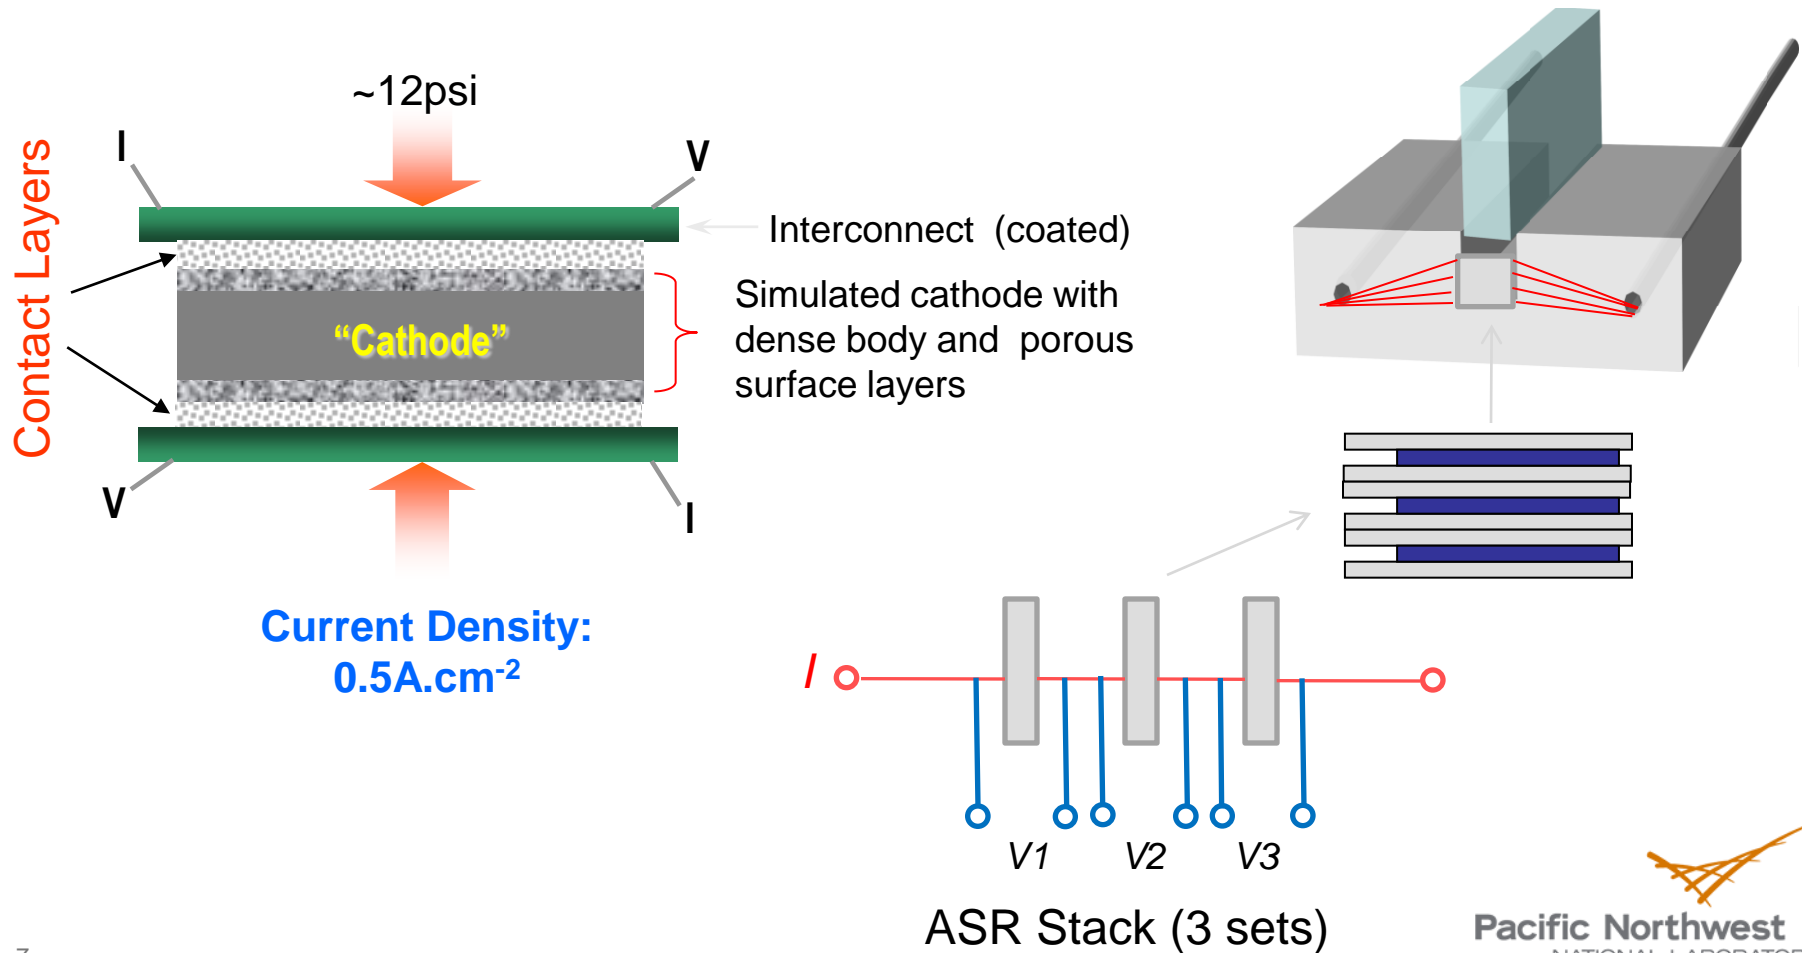 ~12psi
I
V
Contact Layers
Interconnect  (coated)
Simulated cathode with
dense body and  porous
surface layers
“Cathode”
V
I
Current Density:
0.5A.cm-2
I
V1
V2
V3
ASR Stack (3 sets)
Pacific Northwest